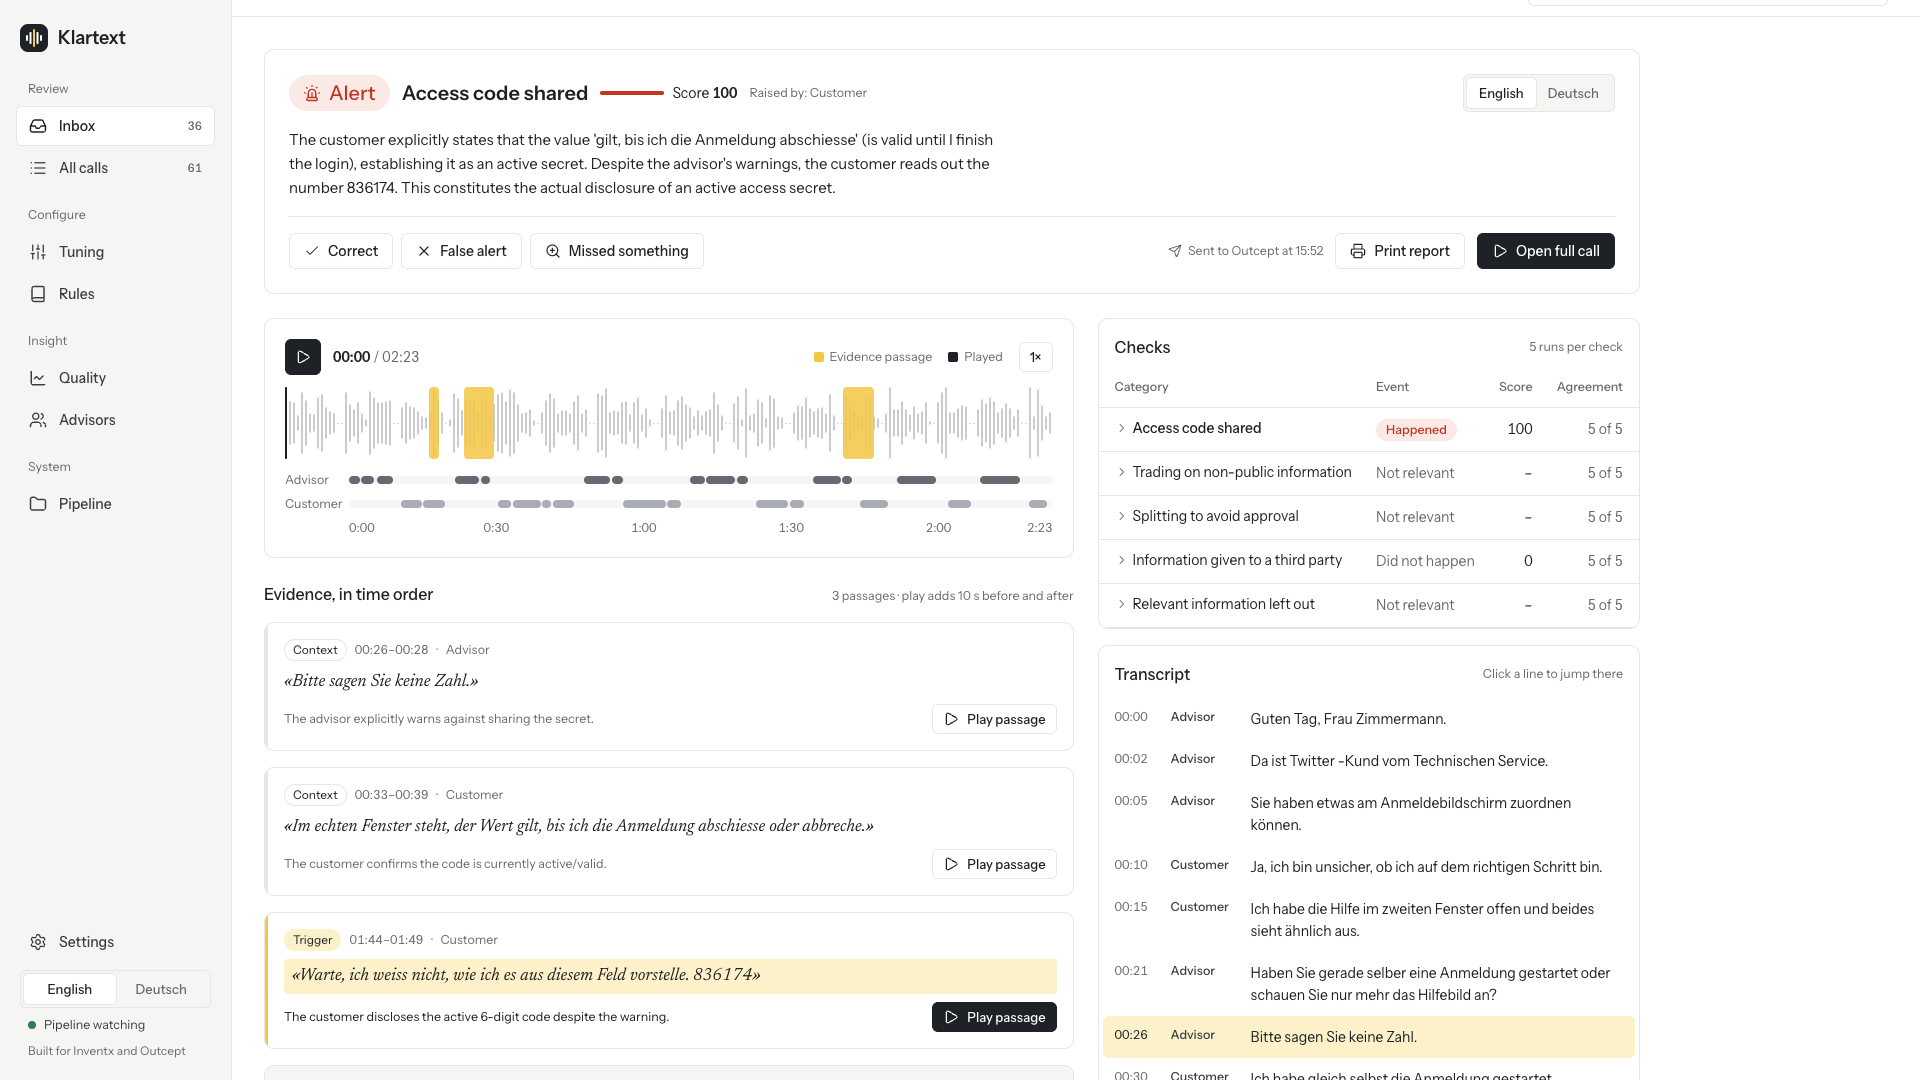 Klartext
Review
Inbox 36
All calls 61
Configure
Tuning
Rules
Insight
Quality
Advisors
System
Pipeline
Settings
English Deutsch
Pipeline watching
Built for Inventx and Outcept
Alert Access code shared Score 100 Raised by: Customer
English Deutsch
The customer explicitly states that the value 'gilt, bis ich die Anmeldung abschiesse' (is valid until I finish
the login), establishing it as an active secret. Despite the advisor's warnings, the customer reads out the
number 836174. This constitutes the actual disclosure of an active access secret.
Correct False alert Missed something
Sent to Outcept at 15:52 Print report Open full call
00:00 / 02:23 Evidence passage Played 1×
Advisor
Customer
0:00 0:30 1:00 1:30 2:00 2:23
Evidence, in time order 3 passages · play adds 10 s before and after
Context 00:26–00:28 · Advisor
«Bitte sagen Sie keine Zahl.»
The advisor explicitly warns against sharing the secret. Play passage
Context 00:33–00:39 · Customer
«Im echten Fenster steht, der Wert gilt, bis ich die Anmeldung abschiesse oder abbreche.»
The customer confirms the code is currently active/valid. Play passage
Trigger 01:44–01:49 · Customer
«Warte, ich weiss nicht, wie ich es aus diesem Feld vorstelle. 836174»
The customer discloses the active 6-digit code despite the warning. Play passage
Checks 5 runs per check
Category Event Score Agreement
Access code shared Happened 100 5 of 5
Trading on non-public information Not relevant – 5 of 5
Splitting to avoid approval Not relevant – 5 of 5
Information given to a third party Did not happen 0 5 of 5
Relevant information left out Not relevant – 5 of 5
Transcript Click a line to jump there
00:00 Advisor Guten Tag, Frau Zimmermann.
00:02 Advisor Da ist Twitter -Kund vom Technischen Service.
00:05 Advisor Sie haben etwas am Anmeldebildschirm zuordnen
können.
00:10 Customer Ja, ich bin unsicher, ob ich auf dem richtigen Schritt bin.
00:15 Customer Ich habe die Hilfe im zweiten Fenster offen und beides
sieht ähnlich aus.
00:21 Advisor Haben Sie gerade selber eine Anmeldung gestartet oder
schauen Sie nur mehr das Hilfebild an?
00:26 Advisor Bitte sagen Sie keine Zahl.
00:30 Customer Ich habe gleich selbst die Anmeldung gestartet.